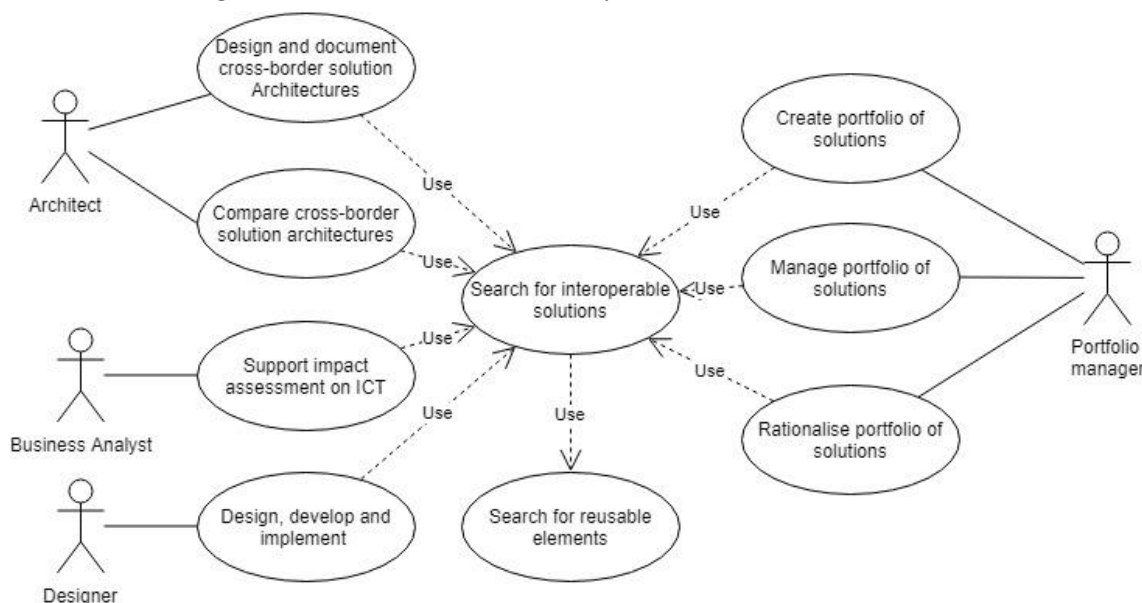 Design and document
cross-border solution
Architectures
Architect
Use
Compare cross-border
solution architectures
Use
Create portfolio of
solutions
Use
Search for interoperable
solutions
Manage portfolio of
solutions
Use
Portfolio
manager
Support impact
assessment on ICT
Use
Business Analyst
Use
Use
Use
Rationalise portfolio of
solutions
Design, develop and
implement
Designer
Search for reusable
elements